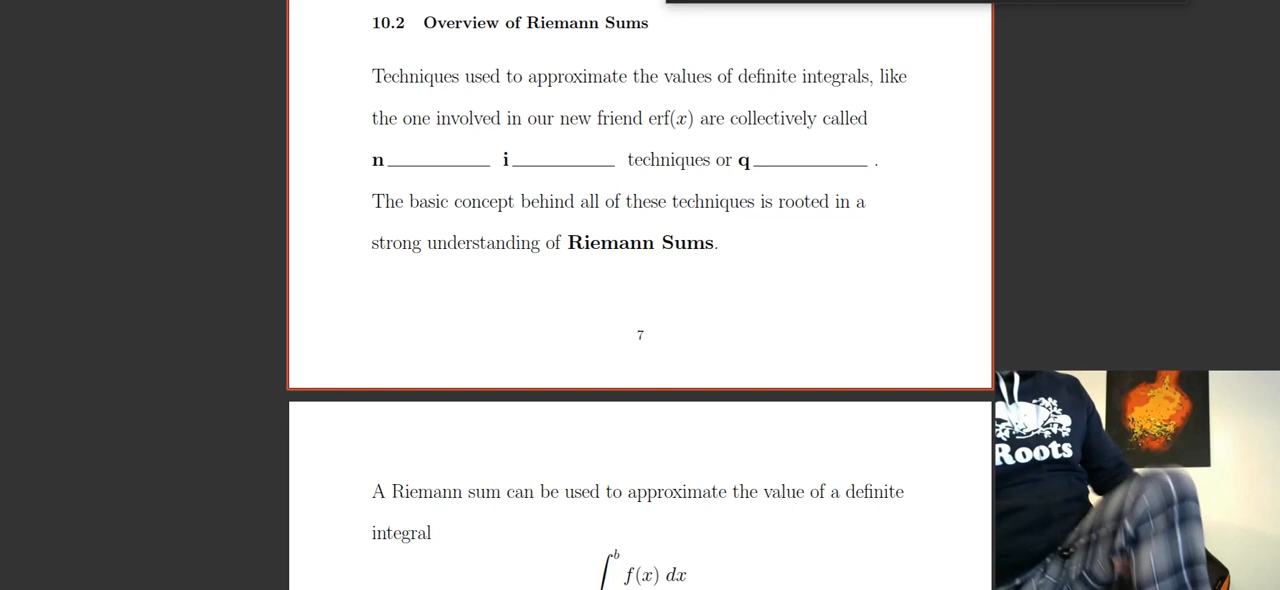 10.2 Overview of Riemann Sums
Techniques used to approximate the values of definite integrals, like
the one involved in our new friend erf(x) are collectively called
n__________ i__________ techniques or q___________ .
The basic concept behind all of these techniques is rooted in a
strong understanding of Riemann Sums.
7
A Riemann sum can be used to approximate the value of a definite
integral
∫^b f(x) dx
Roots